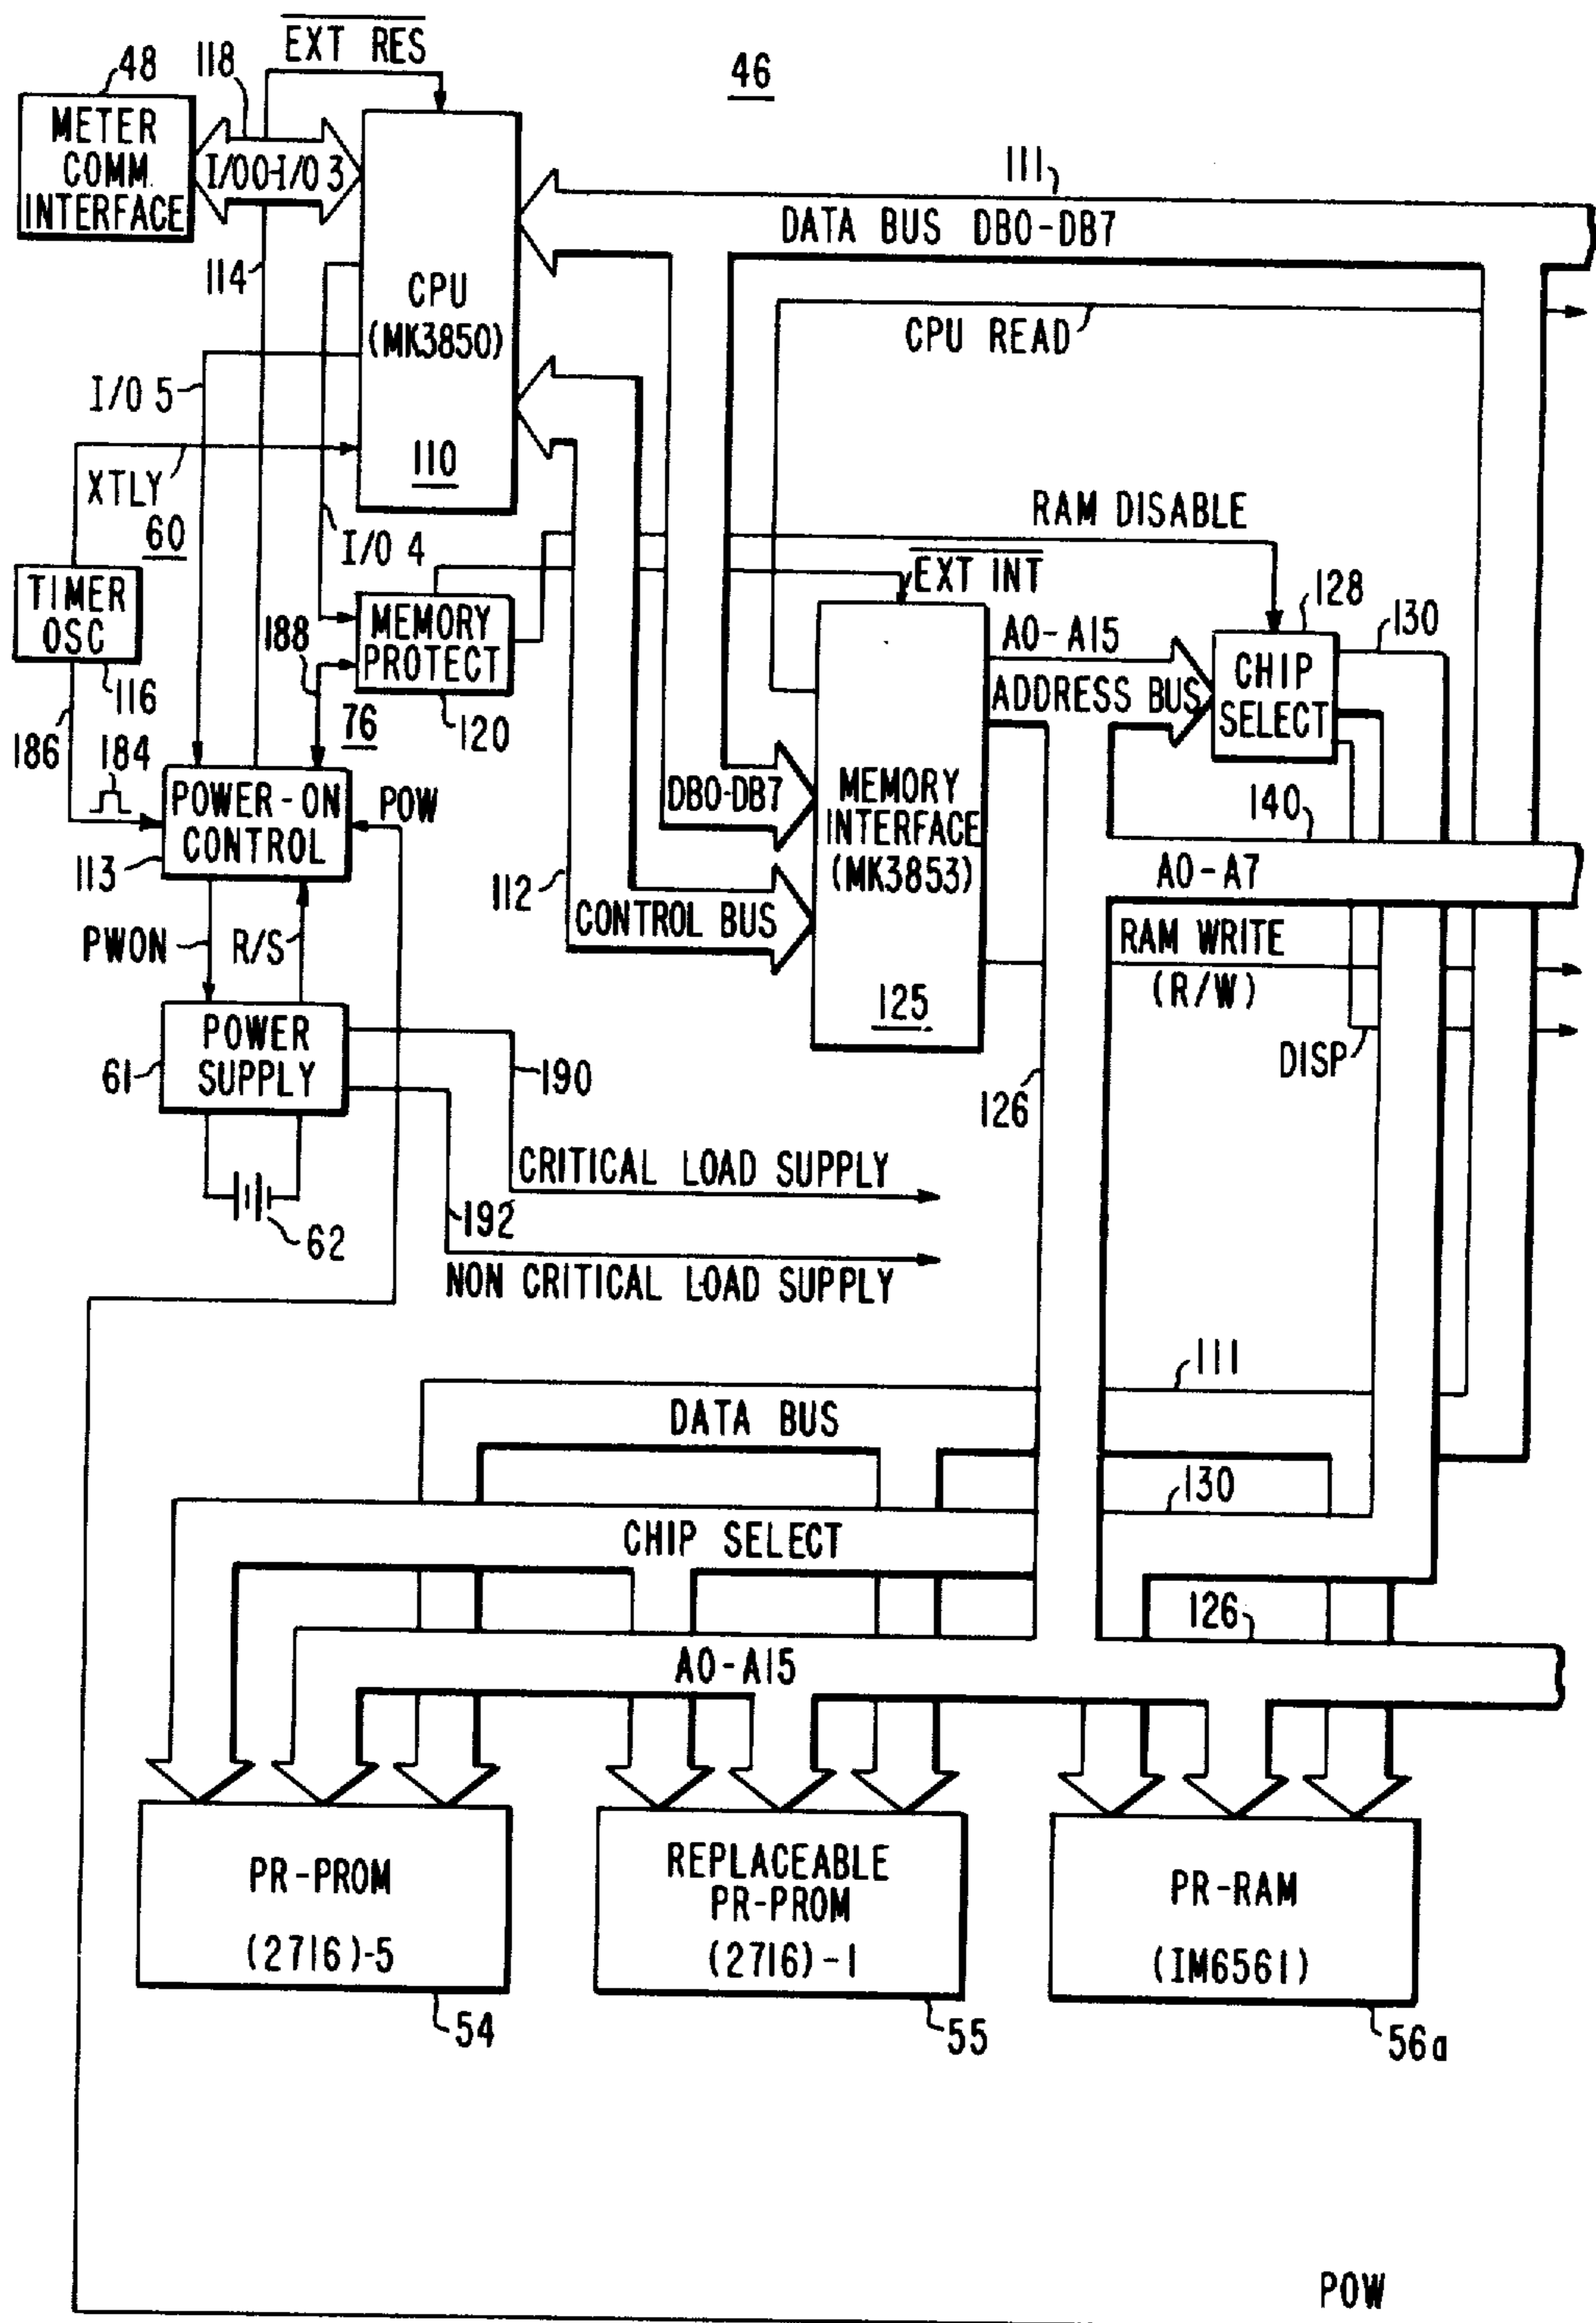 EXT RES
48
118
46
METER
COMM.
INTERFACE
I/O0-I/O3
111
DATA BUS DB0-DB7
114
CPU
(MK3850)
110
CPU READ
I/O 5
XTLY
60
I/O 4
RAM DISABLE
EXT INT
TIMER
OSC
116
188
MEMORY
PROTECT
120
76
A0-A15
ADDRESS BUS
128
130
CHIP
SELECT
186
184
POWER-ON
CONTROL
POW
113
DB0-DB7
MEMORY
INTERFACE
(MK3853)
125
140
A0-A7
112
CONTROL BUS
RAM WRITE
(R/W)
PWON
R/S
DISP
POWER
SUPPLY
61
190
126
CRITICAL LOAD SUPPLY
192
62
NON CRITICAL LOAD SUPPLY
111
DATA BUS
130
CHIP SELECT
126
A0-A15
PR-PROM
(2716)-5
54
REPLACEABLE
PR-PROM
(2716)-1
55
PR-RAM
(IM6561)
56a
POW